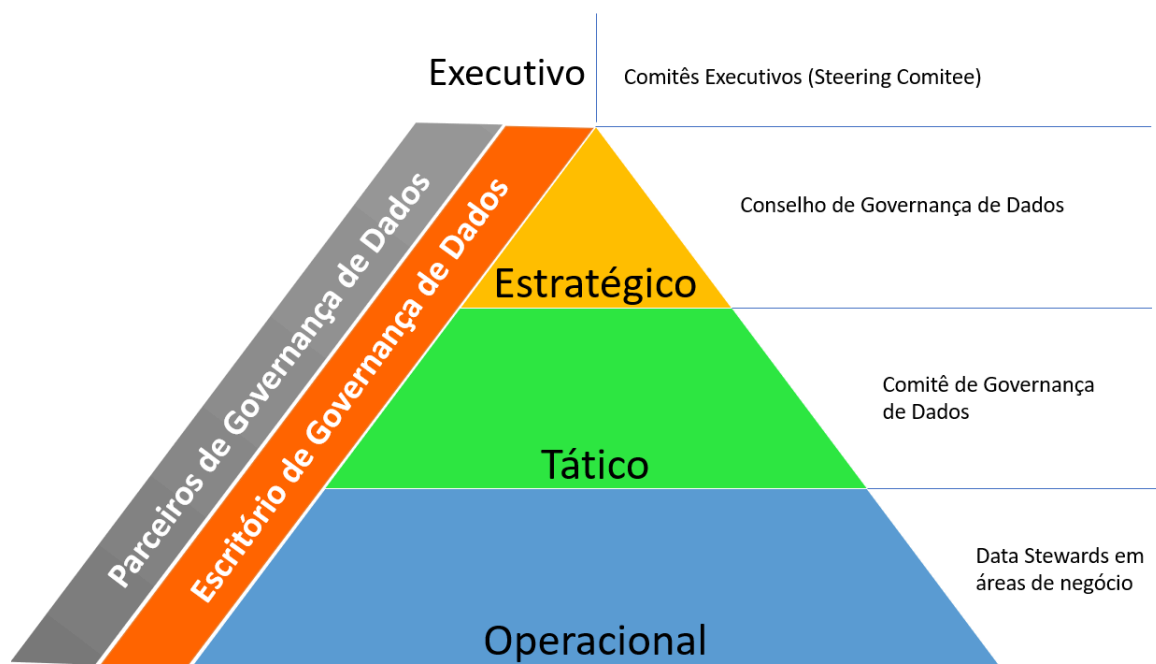 Executivo
Comitês Executivos (Steering Comitee)
Parceiros de Governança de Dados
Escritório de Governança de Dados
Conselho de Governança de Dados
Estratégico
Comitê de Governança
de Dados
Tático
Data Stewards em
áreas de negócio
Operacional